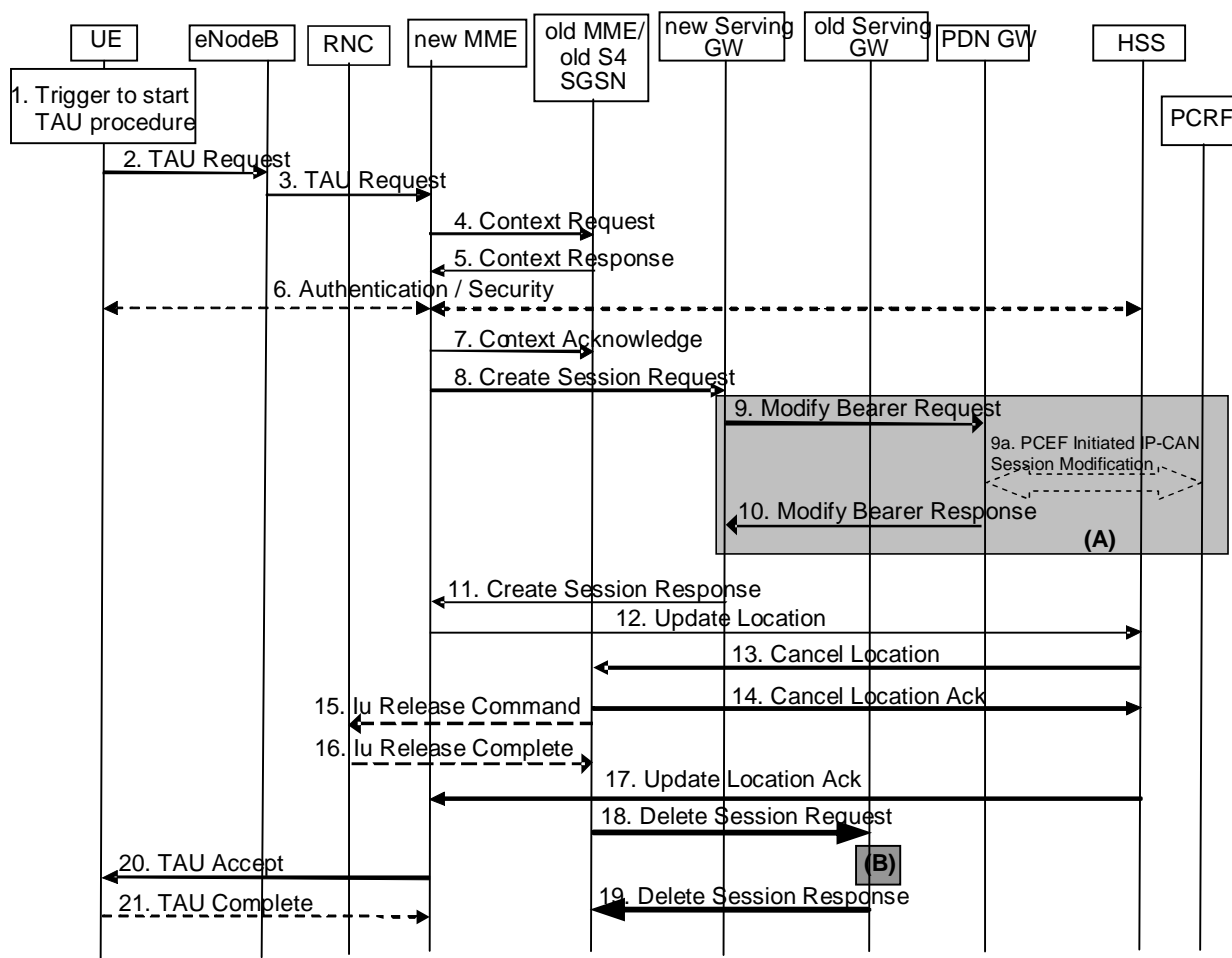 UE
eNodeB
RNC
new MME
old MME/
old S4
SGSN
new Serving
GW
old Serving
GW
PDN GW
HSS
PCRF
1. Trigger to start
TAU procedure
2. TAU Request
3. TAU Request
4. Context Request
5. Context Response
6. Authentication / Security
7. Context Acknowledge
8. Create Session Request
9. Modify Bearer Request
9a. PCEF Initiated IP-CAN
Session Modification
10. Modify Bearer Response
(A)
11. Create Session Response
12. Update Location
13. Cancel Location
14. Cancel Location Ack
15. Iu Release Command
16. Iu Release Complete
17. Update Location Ack
18. Delete Session Request
(B)
19. Delete Session Response
20. TAU Accept
21. TAU Complete